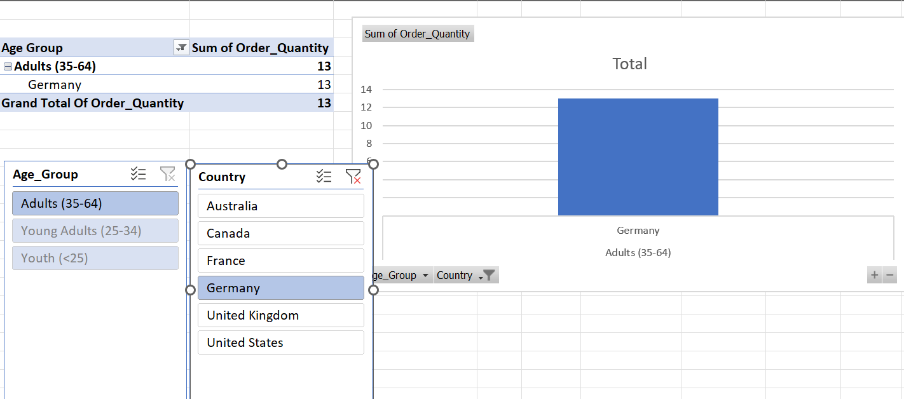 Age Group Sum of Order_Quantity
Adults (35-64) 13
Germany 13
Grand Total Of Order_Quantity 13
Age_Group
Adults (35-64)
Young Adults (25-34)
Youth (<25)
Country
Australia
Canada
France
Germany
United Kingdom
United States
Sum of Order_Quantity
Total
14
12
10
8
Germany
Adults (35-64)
ge_Group Country
+ −